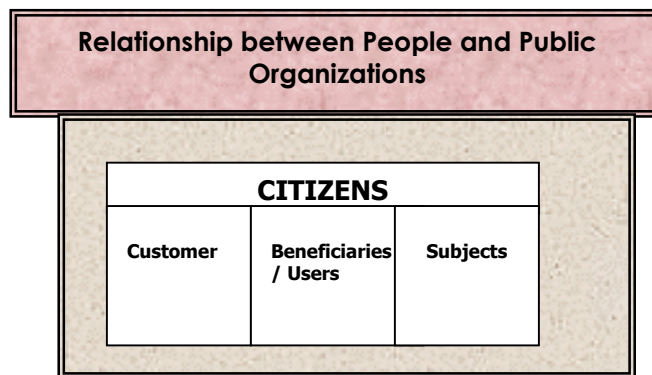 Relationship between People and Public
Organizations
CITIZENS
Customer
Beneficiaries
/ Users
Subjects